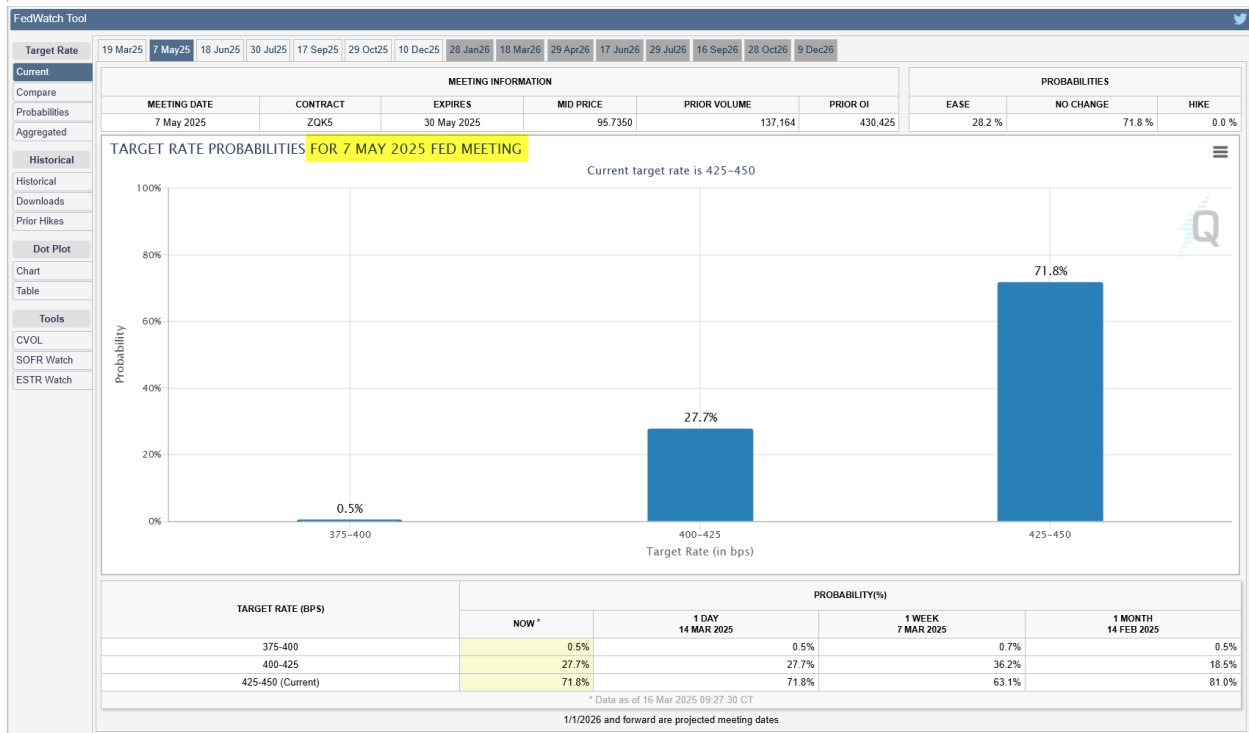 FedWatch Tool
Target Rate
Current
Compare
Probabilities
Aggregated
Historical
Historical
Downloads
Prior Hikes
Dot Plot
Chart
Table
Tools
CVOL
SOFR Watch
ESTR Watch
19 Mar25 7 May25 18 Jun25 30 Jul25 17 Sep25 29 Oct25 10 Dec25 28 Jan26 18 Mar26 29 Apr26 17 Jun26 29 Jul26 16 Sep26 28 Oct26 9 Dec26
MEETING INFORMATION
MEETING DATE CONTRACT EXPIRES MID PRICE PRIOR VOLUME PRIOR OI
7 May 2025 ZQK5 30 May 2025 95.7350 137,164 430,425
PROBABILITIES
EASE NO CHANGE HIKE
28.2 % 71.8 % 0.0 %
TARGET RATE PROBABILITIES FOR 7 MAY 2025 FED MEETING
Current target rate is 425-450
Q
Probability
100%
80%
60%
40%
20%
0%
0.5%
27.7%
71.8%
375-400 400-425 425-450
Target Rate (in bps)
TARGET RATE (BPS) PROBABILITY(%)
NOW * 1 DAY 1 WEEK 1 MONTH
14 MAR 2025 7 MAR 2025 14 FEB 2025
375-400 0.5% 0.5% 0.7% 0.5%
400-425 27.7% 27.7% 36.2% 18.5%
425-450 (Current) 71.8% 71.8% 63.1% 81.0%
* Data as of 16 Mar 2025 09:27:30 CT
1/1/2026 and forward are projected meeting dates